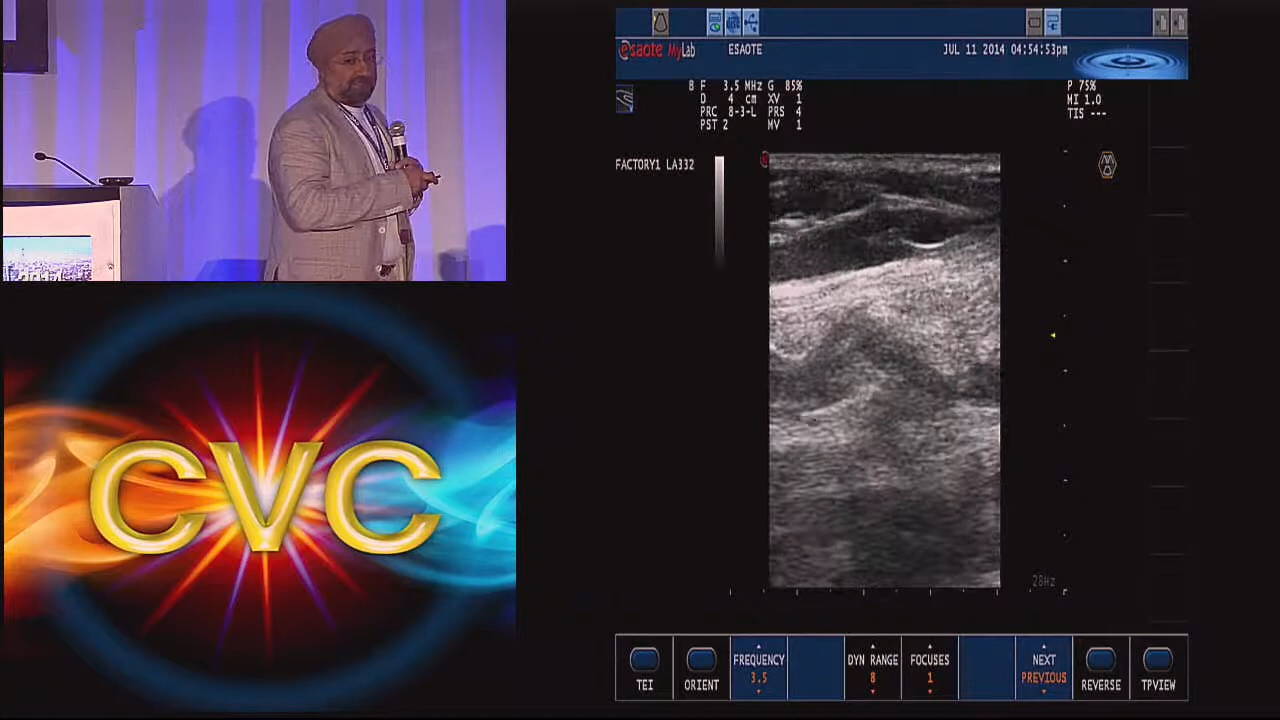 esaote MyLab ESAOTE JUL 11 2014 04:54:53pm
B F 3.5 MHz G 85%
D 4 cm XV 1
PRC 8-3-L PRS 4
PST 2 MV 1
P 75%
MI 1.0
TIS ---
FACTORY1 LA332
CVC
28Hz
TEI
ORIENT
FREQUENCY
3.5
DYN RANGE
8
FOCUSES
1
NEXT
PREVIOUS
REVERSE
TPVIEW